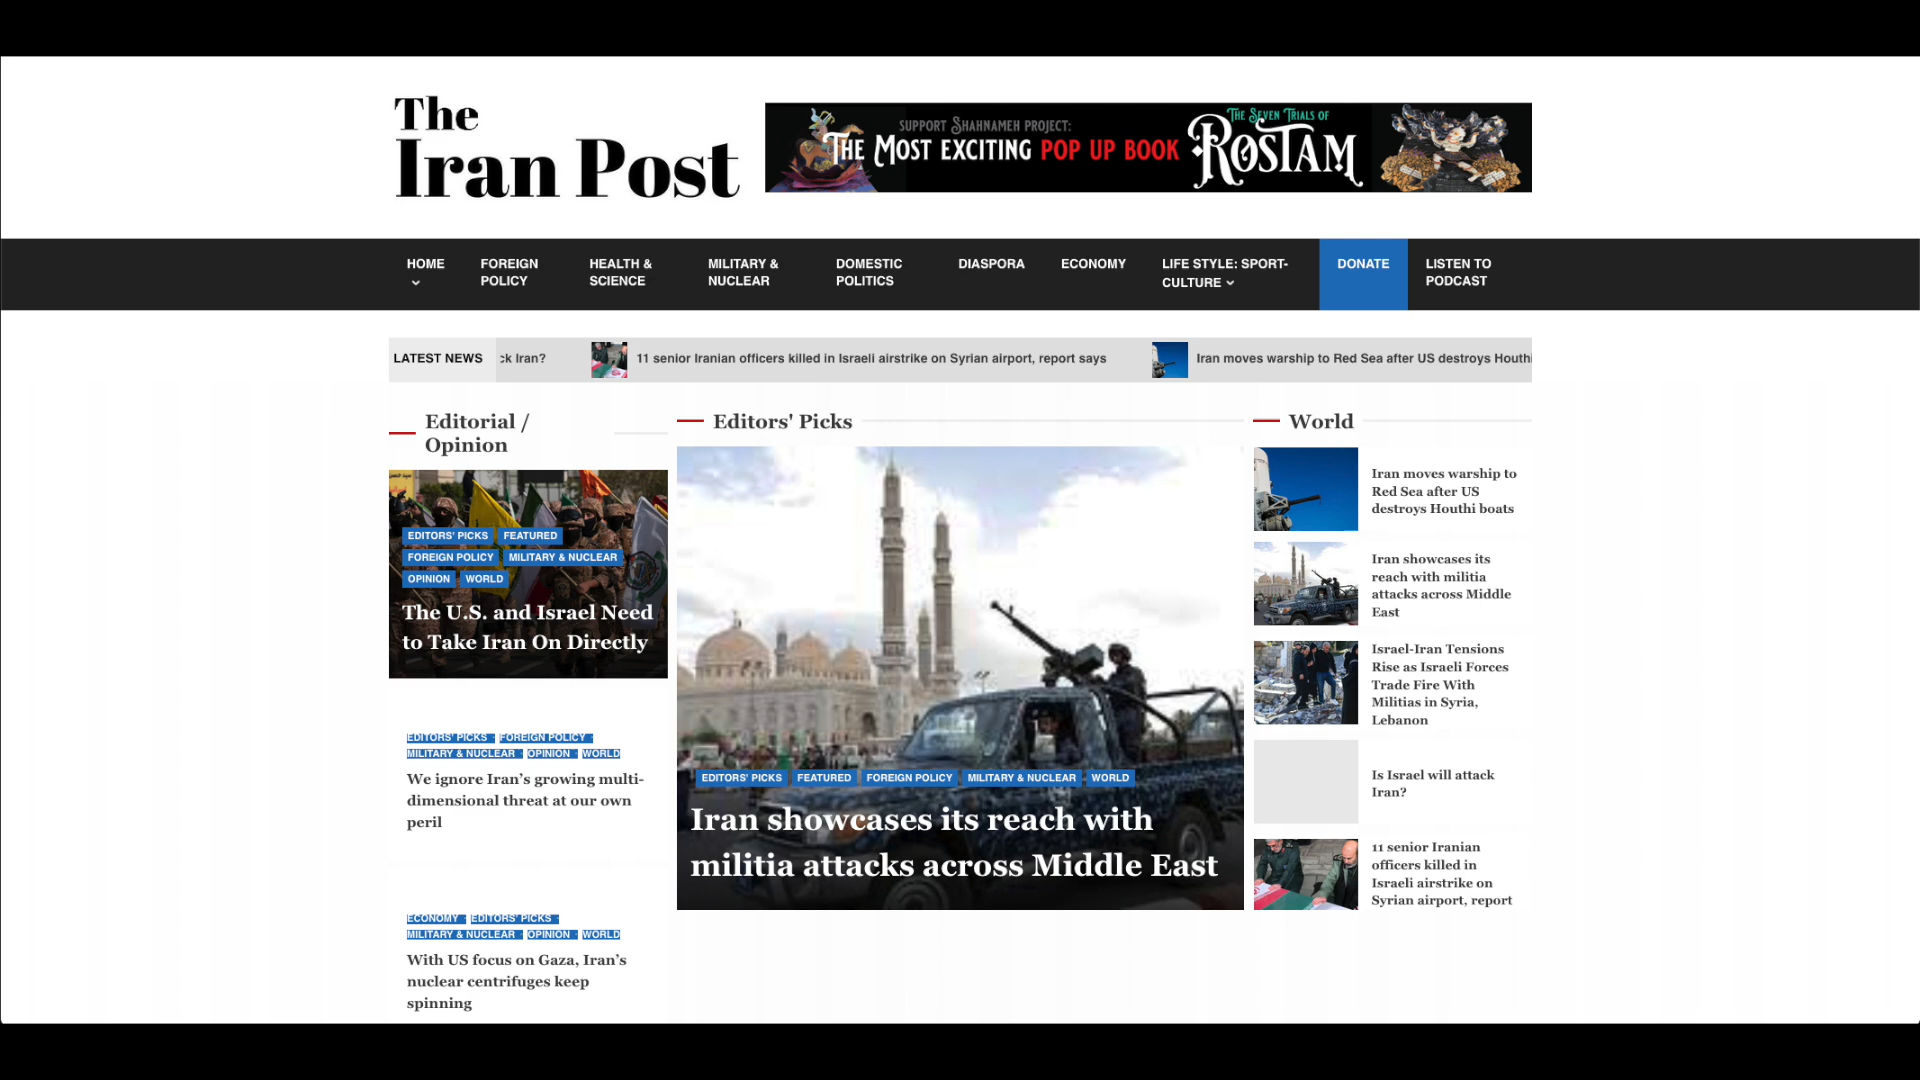 The
Iran Post
SUPPORT SHAHNAMEH PROJECT:
THE MOST EXCITING POP UP BOOK
THE SEVEN TRIALS OF
ROSTAM
HOME
FOREIGN
POLICY
HEALTH &
SCIENCE
MILITARY &
NUCLEAR
DOMESTIC
POLITICS
DIASPORA
ECONOMY
LIFE STYLE: SPORT-
CULTURE
DONATE
LISTEN TO
PODCAST
LATEST NEWS
ck Iran?
11 senior Iranian officers killed in Israeli airstrike on Syrian airport, report says
Iran moves warship to Red Sea after US destroys Houthi
Editorial /
Opinion
EDITORS' PICKS FEATURED
FOREIGN POLICY MILITARY & NUCLEAR
OPINION WORLD
The U.S. and Israel Need
to Take Iran On Directly
EDITORS' PICKS FOREIGN POLICY
MILITARY & NUCLEAR OPINION WORLD
We ignore Iran’s growing multi-
dimensional threat at our own
peril
ECONOMY EDITORS' PICKS
MILITARY & NUCLEAR OPINION WORLD
With US focus on Gaza, Iran’s
nuclear centrifuges keep
spinning
Editors' Picks
EDITORS' PICKS FEATURED FOREIGN POLICY MILITARY & NUCLEAR WORLD
Iran showcases its reach with
militia attacks across Middle East
World
Iran moves warship to
Red Sea after US
destroys Houthi boats
Iran showcases its
reach with militia
attacks across Middle
East
Israel-Iran Tensions
Rise as Israeli Forces
Trade Fire With
Militias in Syria,
Lebanon
Is Israel will attack
Iran?
11 senior Iranian
officers killed in
Israeli airstrike on
Syrian airport, report